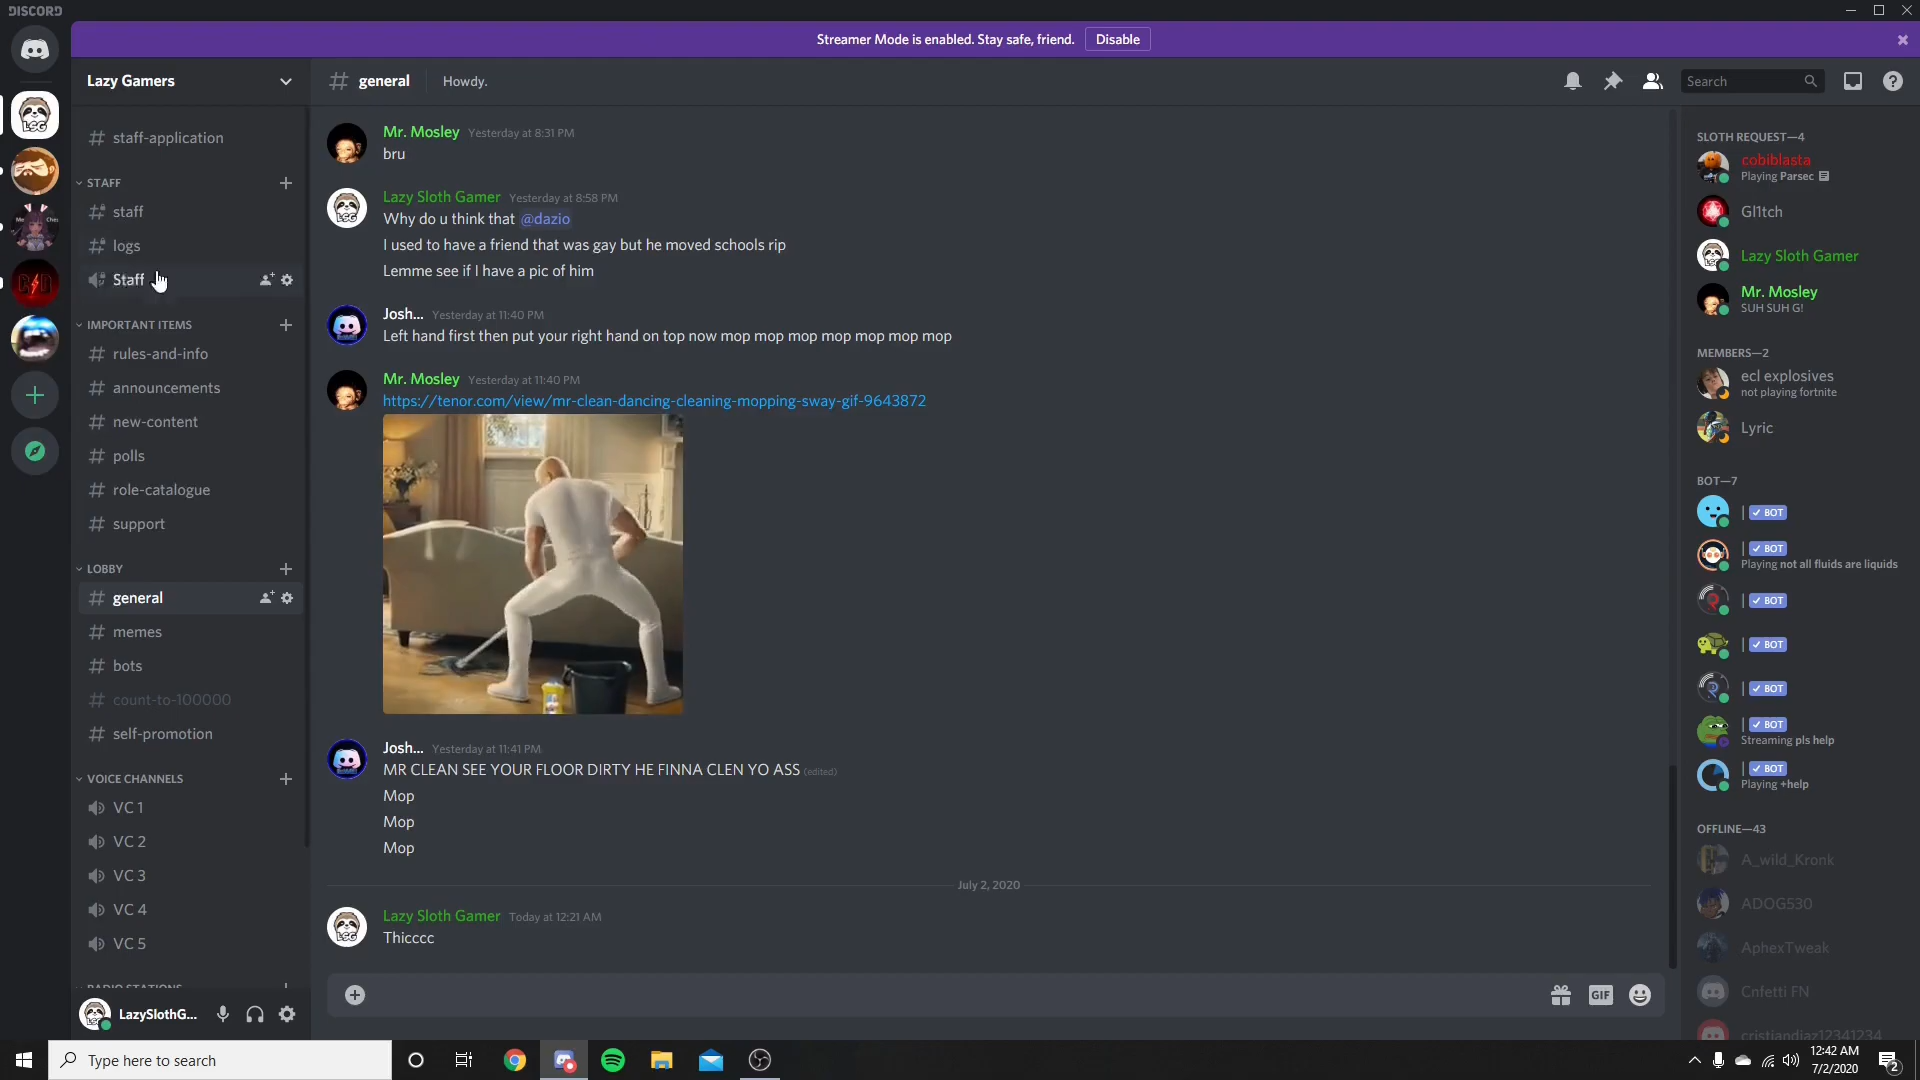 DISCORD
Streamer Mode is enabled. Stay safe, friend.
Disable
Lazy Gamers
general
Howdy.
Search
staff-application
STAFF
staff
logs
Staff
IMPORTANT ITEMS
rules-and-info
announcements
new-content
polls
role-catalogue
support
LOBBY
general
memes
bots
count-to-100000
self-promotion
VOICE CHANNELS
VC 1
VC 2
VC 3
VC 4
VC 5
RADIO STATIONS
LazySlothG...
Mr. Mosley Yesterday at 8:31 PM
bru
Lazy Sloth Gamer Yesterday at 8:58 PM
Why do u think that @dazio
I used to have a friend that was gay but he moved schools rip
Lemme see if I have a pic of him
Josh... Yesterday at 11:40 PM
Left hand first then put your right hand on top now mop mop mop mop mop mop mop
Mr. Mosley Yesterday at 11:40 PM
https://tenor.com/view/mr-clean-dancing-cleaning-mopping-sway-gif-9643872
Josh... Yesterday at 11:41 PM
MR CLEAN SEE YOUR FLOOR DIRTY HE FINNA CLEN YO ASS (edited)
Mop
Mop
Mop
July 2, 2020
Lazy Sloth Gamer Today at 12:21 AM
Thicccc
GIF
SLOTH REQUEST—4
cobiblasta
Playing Parsec
Gl1tch
Lazy Sloth Gamer
Mr. Mosley
SUH SUH G!
MEMBERS—2
ecl explosives
not playing fortnite
Lyric
BOT—7
| BOT
| BOT
Playing not all fluids are liquids
| BOT
| BOT
| BOT
| BOT
Streaming pls help
| BOT
Playing +help
OFFLINE—43
A_wild_Kronk
ADOG530
AphexTweak
Cnfetti FN
cristiandiaz12341234
LSG
Type here to search
12:42 AM
7/2/2020
2